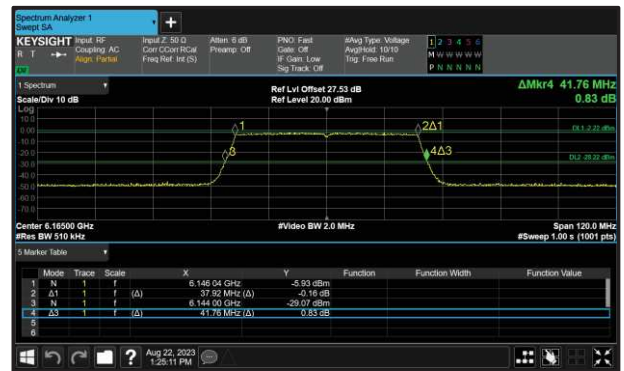 Spectrum Analyzer 1
Swept SA
+
KEYSIGHT Input: RF Input Z: 50 Ω Atten: 6 dB PNO: Fast #Avg Type: Voltage 1 2 3 4 5 6
R T Coupling: AC Corr CCorr RCal Preamp: Off Gate: Off Avg|Hold: 10/10 M W W W W W
Align: Partial Freq Ref: Int (S) IF Gain: Low Trig: Free Run P N N N N N
Sig Track: Off
1 Spectrum ΔMkr4 41.76 MHz
Ref Lvl Offset 27.53 dB
Scale/Div 10 dB Ref Level 20.00 dBm 0.83 dB
Log
10.0
0.00 1 2Δ1 DL1 -2.22 dBm
-10.0
-20.0 3 4Δ3
-30.0 DL2 -28.22 dBm
-40.0
-50.0
-60.0
-70.0
Center 6.16500 GHz #Video BW 2.0 MHz Span 120.0 MHz
#Res BW 510 kHz #Sweep 1.00 s (1001 pts)
5 Marker Table
Mode Trace Scale X Y Function Function Width Function Value
1 N 1 f 6.146 04 GHz -5.93 dBm
2 Δ1 1 f (Δ) 37.92 MHz (Δ) -0.16 dB
3 N 1 f 6.144 00 GHz -29.07 dBm
4 Δ3 1 f (Δ) 41.76 MHz (Δ) 0.83 dB
5
6
? Aug 22, 2023
1:25:11 PM